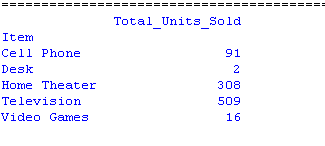 =========================================
Total_Units_Sold
Item
Cell Phone 91
Desk 2
Home Theater 308
Television 509
Video Games 16